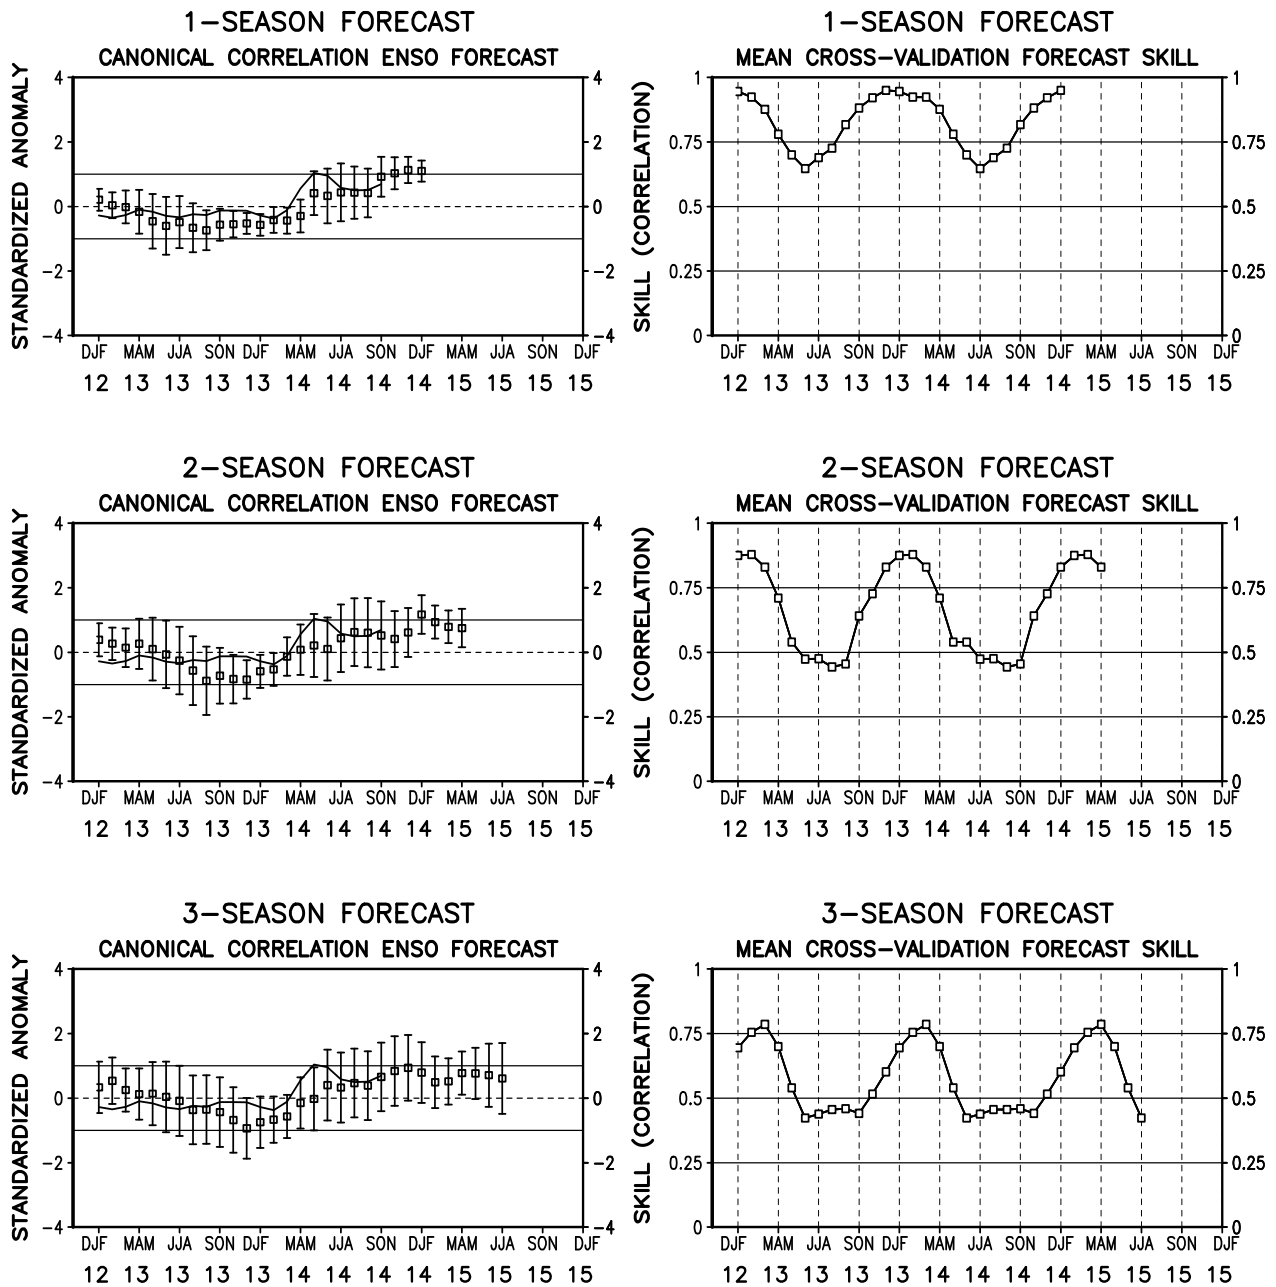 1-SEASON FORECAST
CANONICAL CORRELATION ENSO FORECAST
STANDARDIZED ANOMALY
4 4
2 2
0 0
-2 -2
-4 -4
DJF MAM JJA SON DJF MAM JJA SON DJF MAM JJA SON DJF
12 13 13 13 13 14 14 14 14 15 15 15 15
1-SEASON FORECAST
MEAN CROSS-VALIDATION FORECAST SKILL
SKILL (CORRELATION)
1 1
0.75 0.75
0.5 0.5
0.25 0.25
0 0
DJF MAM JJA SON DJF MAM JJA SON DJF MAM JJA SON DJF
12 13 13 13 13 14 14 14 14 15 15 15 15
2-SEASON FORECAST
CANONICAL CORRELATION ENSO FORECAST
STANDARDIZED ANOMALY
4 4
2 2
0 0
-2 -2
-4 -4
DJF MAM JJA SON DJF MAM JJA SON DJF MAM JJA SON DJF
12 13 13 13 13 14 14 14 14 15 15 15 15
2-SEASON FORECAST
MEAN CROSS-VALIDATION FORECAST SKILL
SKILL (CORRELATION)
1 1
0.75 0.75
0.5 0.5
0.25 0.25
0 0
DJF MAM JJA SON DJF MAM JJA SON DJF MAM JJA SON DJF
12 13 13 13 13 14 14 14 14 15 15 15 15
3-SEASON FORECAST
CANONICAL CORRELATION ENSO FORECAST
STANDARDIZED ANOMALY
4 4
2 2
0 0
-2 -2
-4 -4
DJF MAM JJA SON DJF MAM JJA SON DJF MAM JJA SON DJF
12 13 13 13 13 14 14 14 14 15 15 15 15
3-SEASON FORECAST
MEAN CROSS-VALIDATION FORECAST SKILL
SKILL (CORRELATION)
1 1
0.75 0.75
0.5 0.5
0.25 0.25
0 0
DJF MAM JJA SON DJF MAM JJA SON DJF MAM JJA SON DJF
12 13 13 13 13 14 14 14 14 15 15 15 15